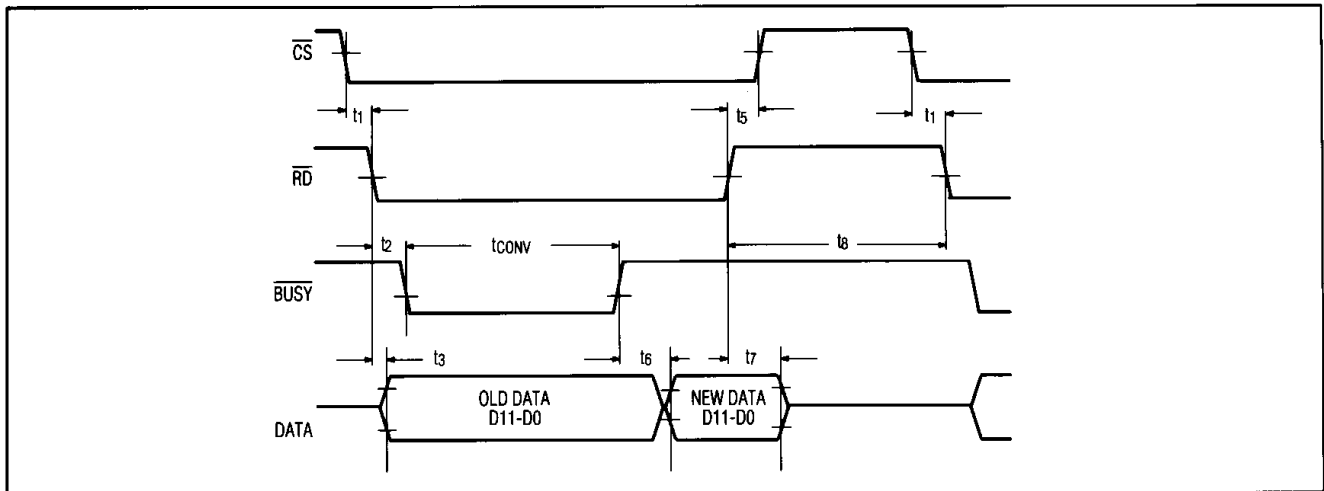 CS
t1
t5
t1
RD
t2
tCONV
t8
BUSY
t3
t6
t7
DATA
OLD DATA
D11-D0
NEW DATA
D11-D0